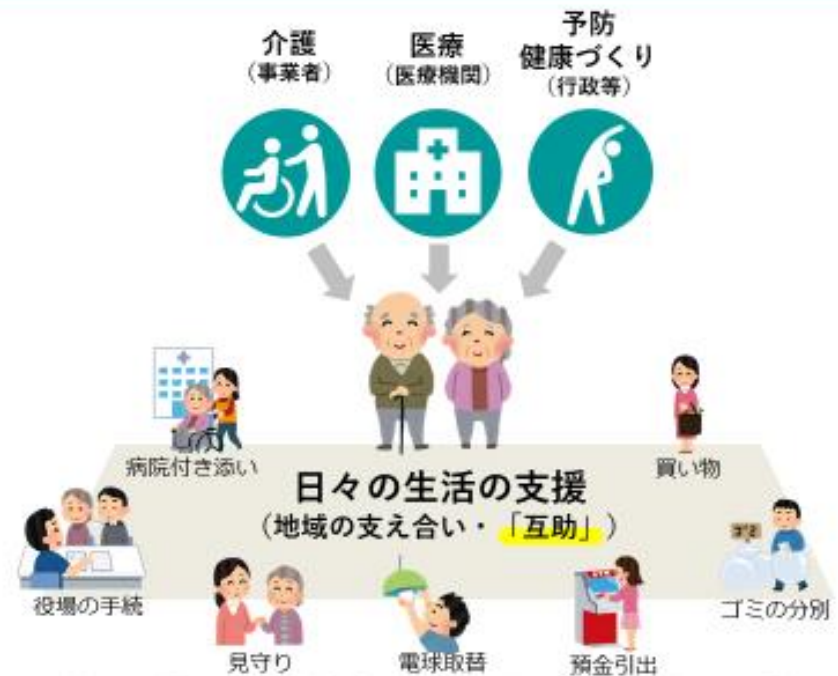 介護
（事業者）
医療
（医療機関）
予防
健康づくり
（行政等）
病院付き添い
買い物
日々の生活の支援
（地域の支え合い・「互助」）
役場の手続
見守り
電球取替
ATM
預金引出
ゴミ
ゴミの分別